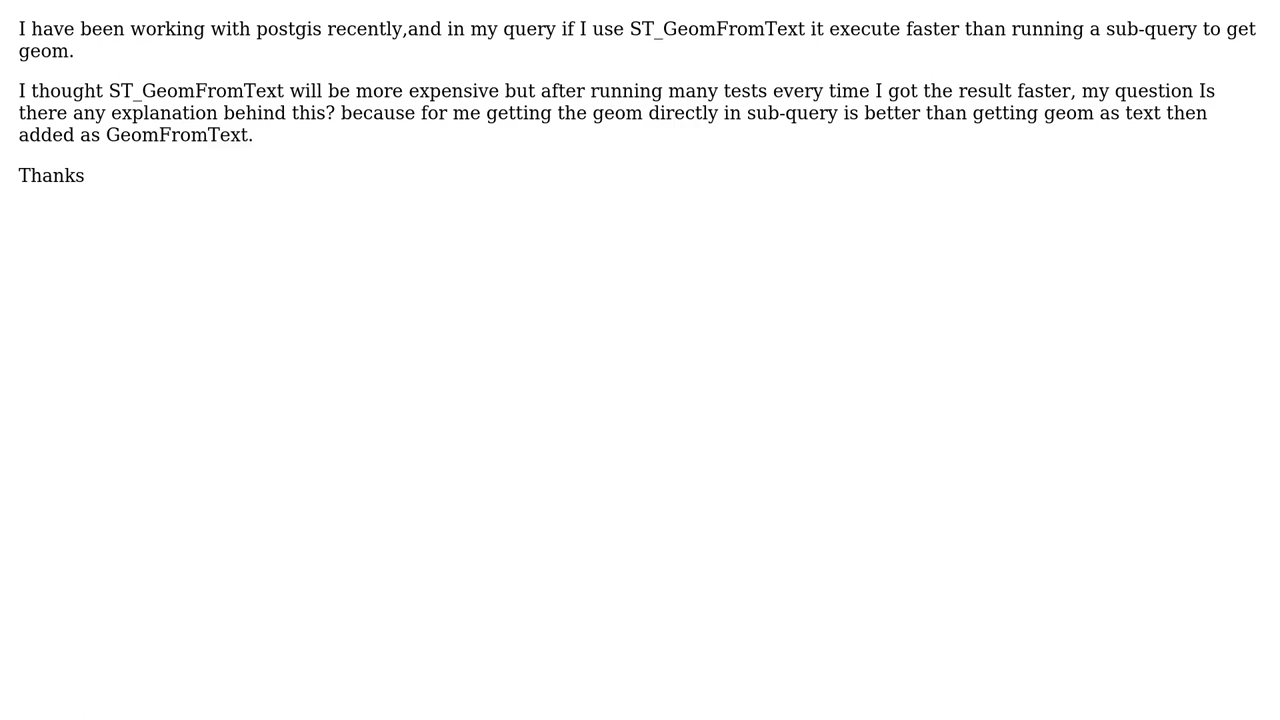 I have been working with postgis recently,and in my query if I use ST_GeomFromText it execute faster than running a sub-query to get
geom.
I thought ST_GeomFromText will be more expensive but after running many tests every time I got the result faster, my question Is
there any explanation behind this? because for me getting the geom directly in sub-query is better than getting geom as text then
added as GeomFromText.
Thanks